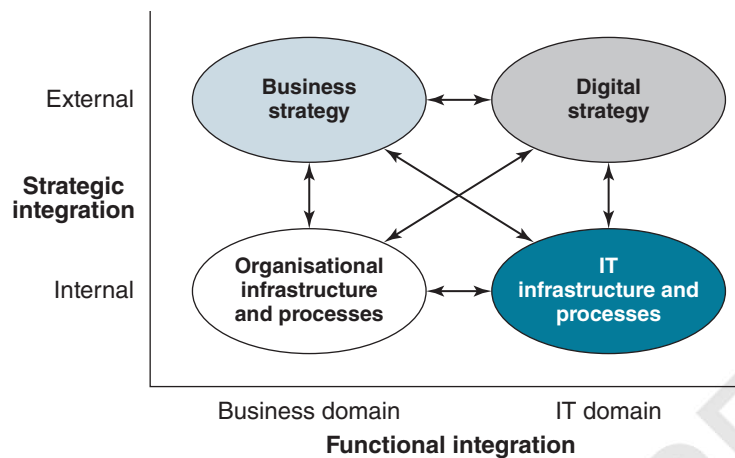 External
Business
strategy
Digital
strategy
Strategic
integration
Internal
Organisational
infrastructure
and processes
IT
infrastructure and
processes
Business domain
IT domain
Functional integration